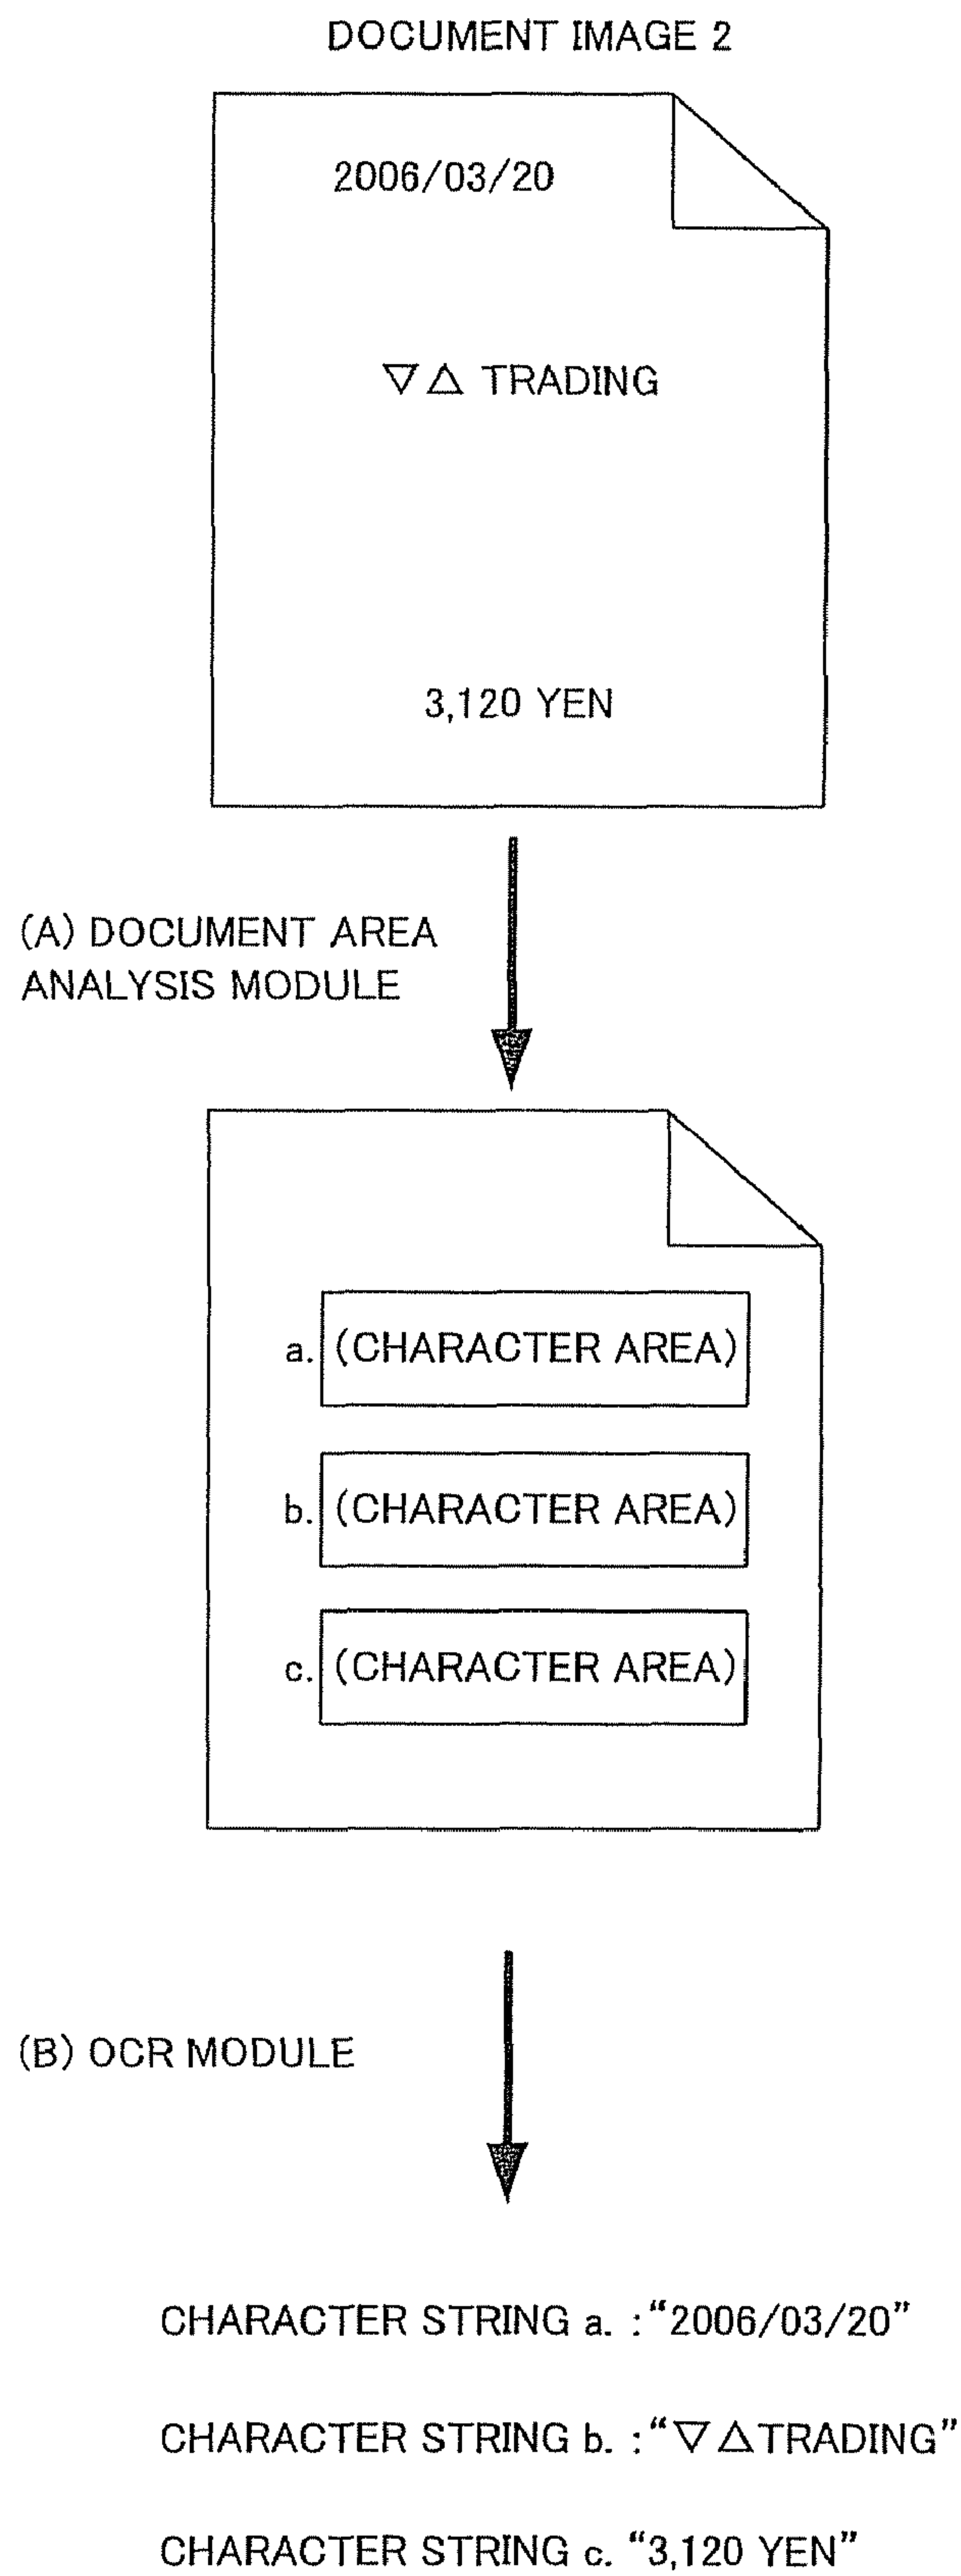 DOCUMENT IMAGE 2
2006/03/20
▽△ TRADING
3,120 YEN
(A) DOCUMENT AREA
ANALYSIS MODULE
a. (CHARACTER AREA)
b. (CHARACTER AREA)
c. (CHARACTER AREA)
(B) OCR MODULE
CHARACTER STRING a. :“2006/03/20”
CHARACTER STRING b. :“▽△TRADING”
CHARACTER STRING c. “3,120 YEN”